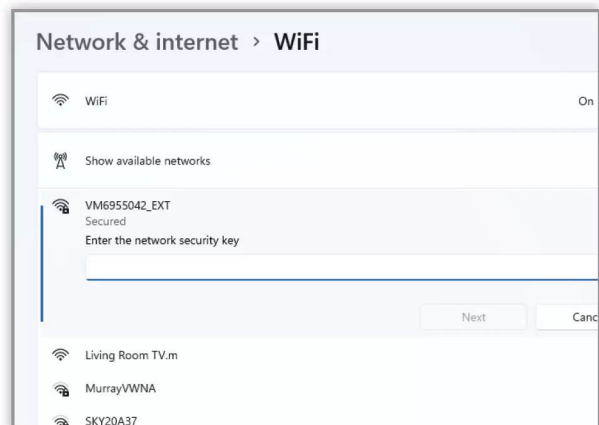 Network & internet > WiFi
WiFi On
Show available networks
VM6955042_EXT
Secured
Enter the network security key
Next Canc
Living Room TV.m
MurrayVWNA
SKY20A37